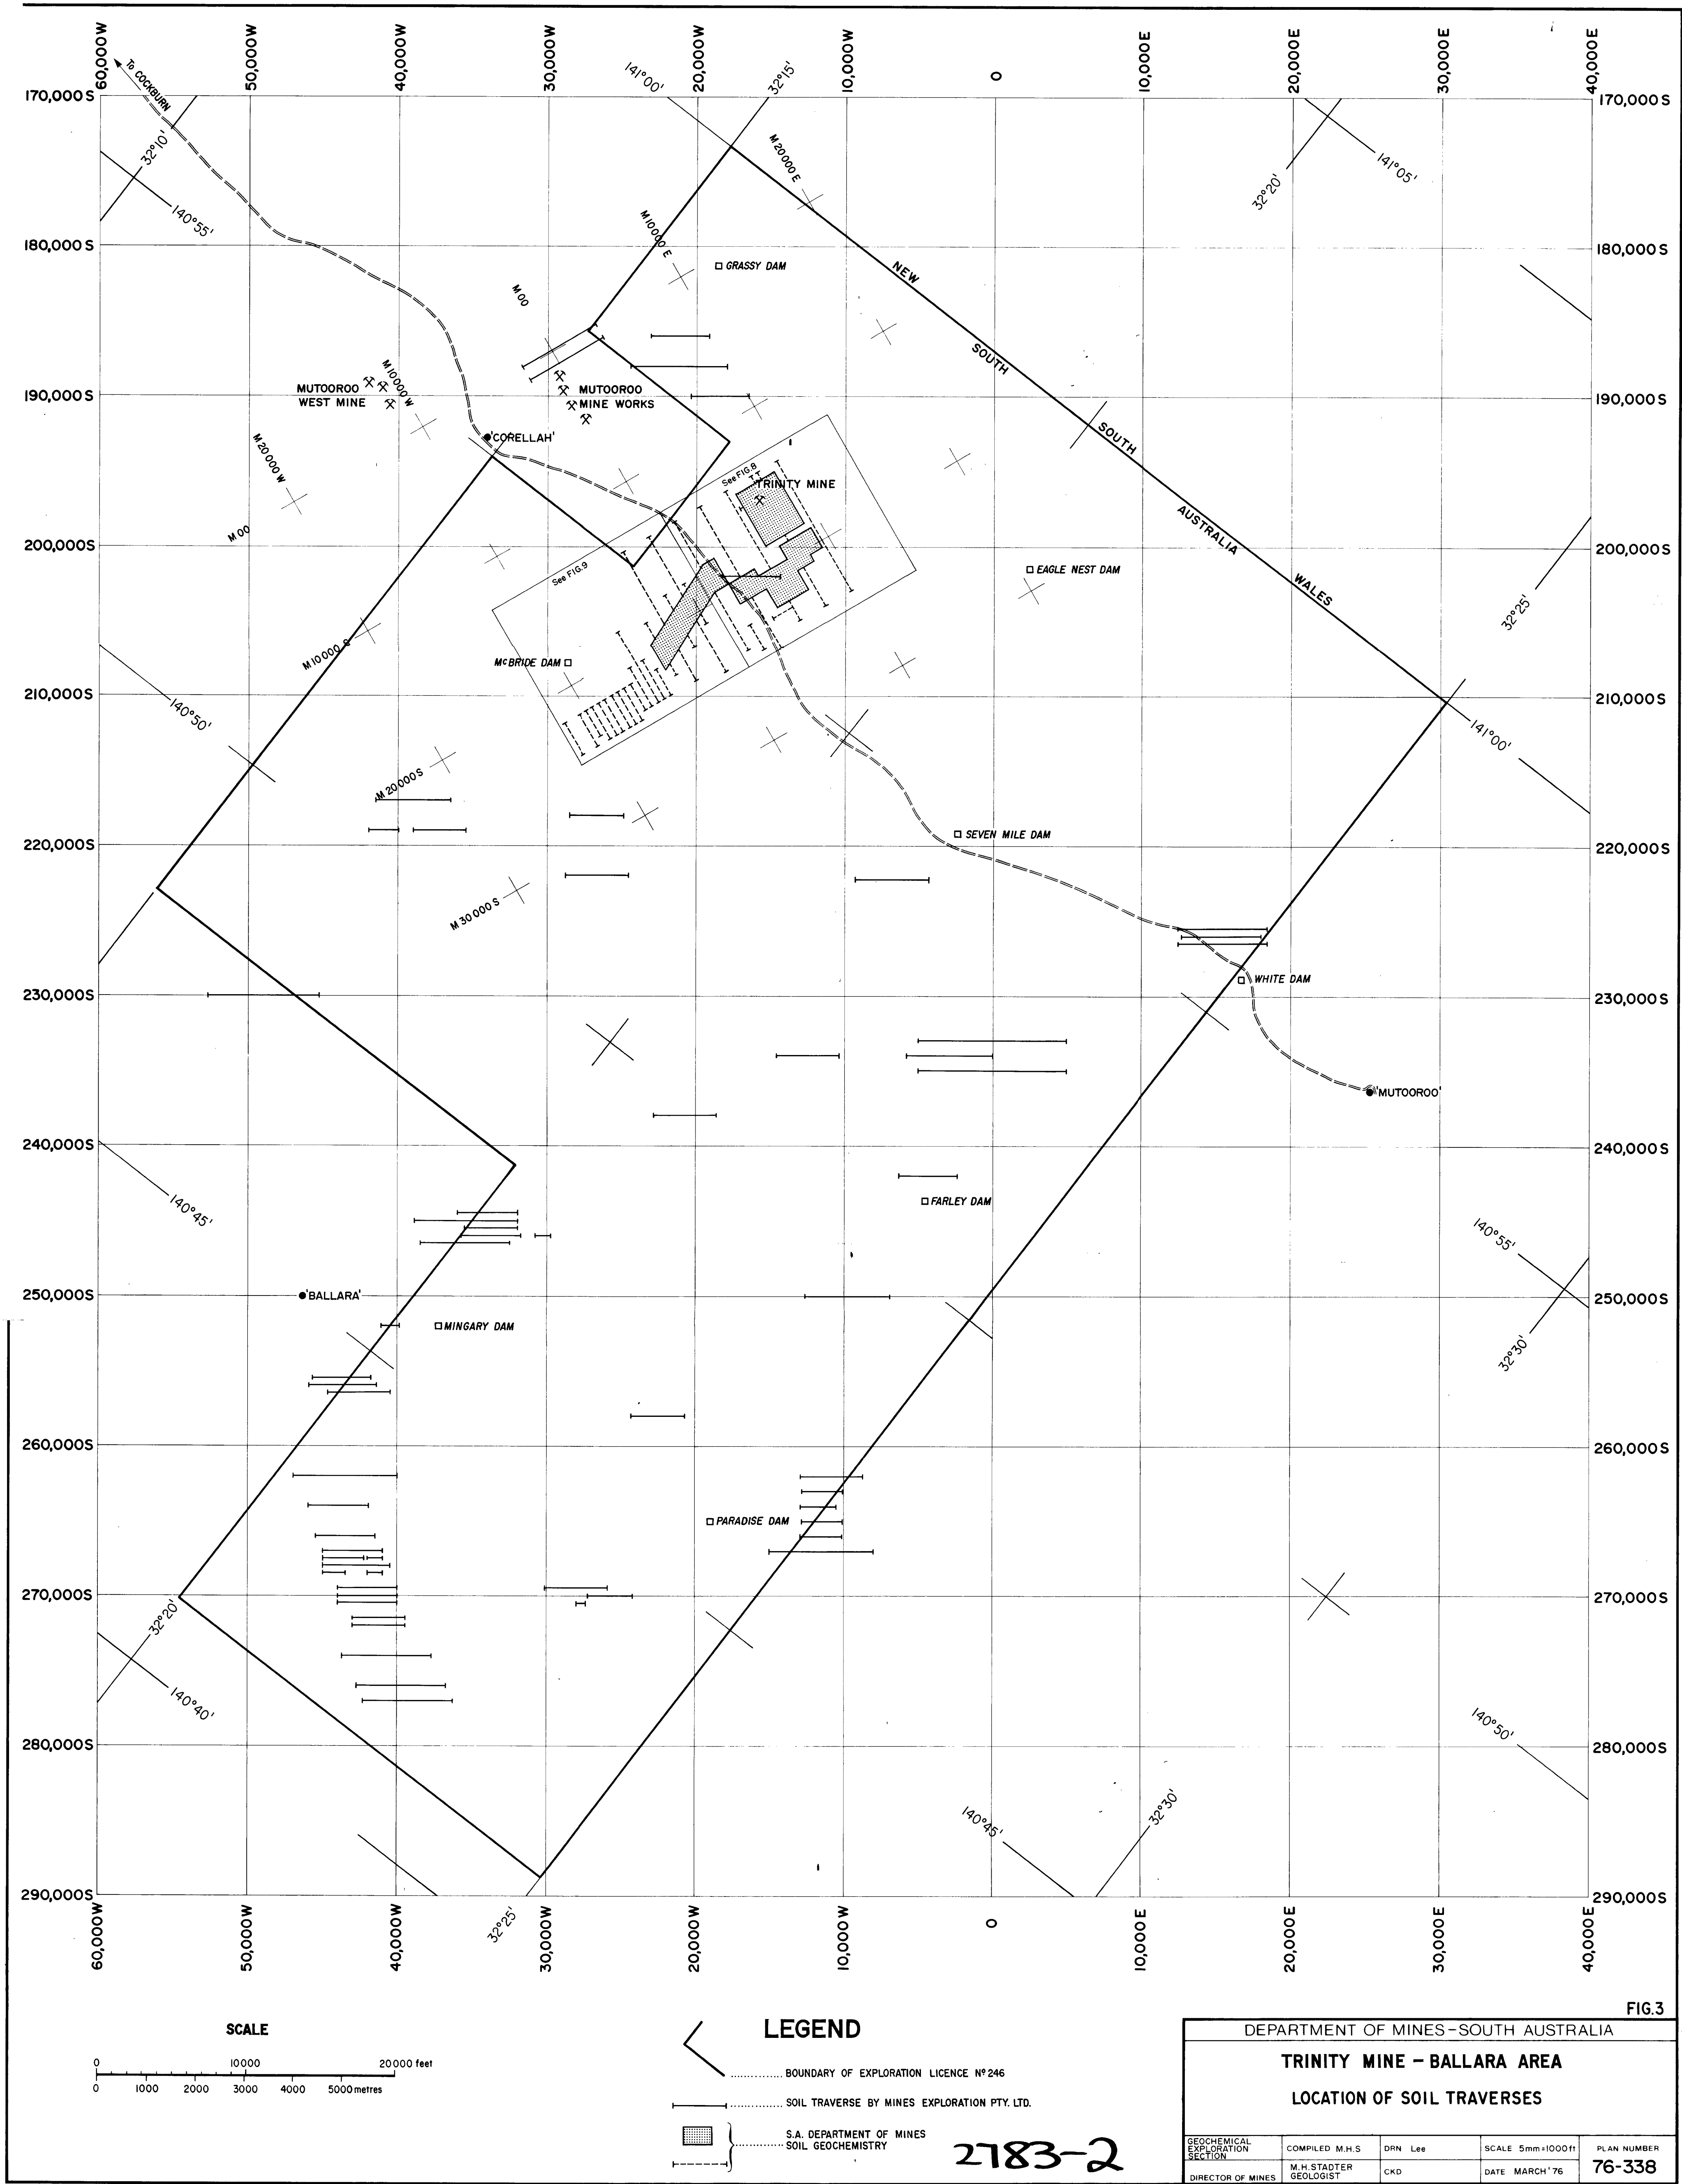 60,000W
50,000W
40,000W
30,000W
20,000W
10,000W
0
10,000E
20,000E
30,000E
40,000E
To COCKBURN
141°00'
32°15'
170,000S
170,000S
32°10'
M 20000 E
32°20'
141°05'
140°55'
M 10000 E
180,000S
180,000S
GRASSY DAM
NEW
M 00
SOUTH
MUTOOROO
WEST MINE
M 10000 W
MUTOOROO
MINE WORKS
190,000S
190,000S
'CORELLAH'
SOUTH
M 20000 W
See FIG.8
TRINITY MINE
AUSTRALIA
M 00
200,000S
200,000S
See FIG.9
EAGLE NEST DAM
WALES
32°25'
M 10000 S
McBRIDE DAM
210,000S
210,000S
140°50'
141°00'
M 20000 S
SEVEN MILE DAM
220,000S
220,000S
M 30000 S
WHITE DAM
230,000S
230,000S
'MUTOOROO'
240,000S
240,000S
140°45'
FARLEY DAM
140°55'
250,000S
'BALLARA'
250,000S
MINGARY DAM
32°30'
260,000S
260,000S
PARADISE DAM
270,000S
270,000S
32°20'
140°40'
140°50'
280,000S
280,000S
140°45'
32°30'
290,000S
290,000S
32°25'
60,000W
50,000W
40,000W
30,000W
20,000W
10,000W
0
10,000E
20,000E
30,000E
40,000E
FIG.3
SCALE
0 10000 20000 feet
0 1000 2000 3000 4000 5000 metres
LEGEND
BOUNDARY OF EXPLORATION LICENCE Nº 246
SOIL TRAVERSE BY MINES EXPLORATION PTY. LTD.
S.A. DEPARTMENT OF MINES
SOIL GEOCHEMISTRY
2783-2
DEPARTMENT OF MINES – SOUTH AUSTRALIA
TRINITY MINE – BALLARA AREA
LOCATION OF SOIL TRAVERSES
GEOCHEMICAL
EXPLORATION
SECTION
COMPILED M.H.S
DRN Lee
SCALE 5mm=1000ft
PLAN NUMBER
76-338
DIRECTOR OF MINES
M.H.STADTER
GEOLOGIST
CKD
DATE MARCH '76